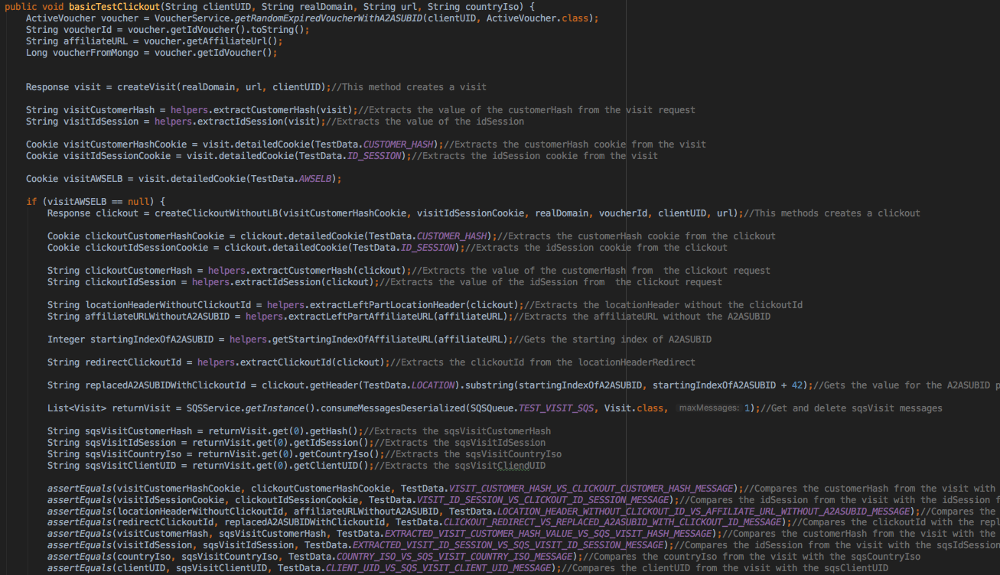 public void basicTestClickout(String clientUID, String realDomain, String url, String countryIso) {
ActiveVoucher voucher = VoucherService.getRandomExpiredVoucherWithA2ASUBID(clientUID, ActiveVoucher.class);
String voucherId = voucher.getIdVoucher().toString();
String affiliateURL = voucher.getAffiliateUrl();
Long voucherFromMongo = voucher.getIdVoucher();
Response visit = createVisit(realDomain, url, clientUID);//This method creates a visit
String visitCustomerHash = helpers.extractCustomerHash(visit);//Extracts the value of the customerHash from the visit request
String visitIdSession = helpers.extractIdSession(visit);//Extracts the value of the idSession
Cookie visitCustomerHashCookie = visit.detailedCookie(TestData.CUSTOMER_HASH);//Extracts the customerHash cookie from the visit
Cookie visitIdSessionCookie = visit.detailedCookie(TestData.ID_SESSION);//Extracts the idSession cookie from the visit
Cookie visitAWSELB = visit.detailedCookie(TestData.AWSELB);
if (visitAWSELB == null) {
Response clickout = createClickoutWithoutLB(visitCustomerHashCookie, visitIdSessionCookie, realDomain, voucherId, clientUID, url);//This methods creates a clickout
Cookie clickoutCustomerHashCookie = clickout.detailedCookie(TestData.CUSTOMER_HASH);//Extracts the customerHash cookie from the clickout
Cookie clickoutIdSessionCookie = clickout.detailedCookie(TestData.ID_SESSION);//Extracts the idSession cookie from the clickout
String clickoutCustomerHash = helpers.extractCustomerHash(clickout);//Extracts the value of the customerHash from  the clickout request
String clickoutIdSession = helpers.extractIdSession(clickout);//Extracts the value of the idSession from  the clickout request
String locationHeaderWithoutClickoutId = helpers.extractLeftPartLocationHeader(clickout);//Extracts the locationHeader without the clickoutId
String affiliateURLWithoutA2ASUBID = helpers.extractLeftPartAffiliateURL(affiliateURL);//Extracts the affiliateURL without the A2ASUBID
Integer startingIndexOfA2ASUBID = helpers.getStartingIndexOfAffiliateURL(affiliateURL);//Gets the starting index of A2ASUBID
String redirectClickoutId = helpers.extractClickoutId(clickout);//Extracts the clickoutId from the locationHeaderRedirect
String replacedA2ASUBIDWithClickoutId = clickout.getHeader(TestData.LOCATION).substring(startingIndexOfA2ASUBID, startingIndexOfA2ASUBID + 42);//Gets the value for the A2ASUBID p
List<Visit> returnVisit = SQSService.getInstance().consumeMessagesDeserialized(SQSQueue.TEST_VISIT_SQS, Visit.class, maxMessages: 1);//Get and delete sqsVisit messages
String sqsVisitCustomerHash = returnVisit.get(0).getHash();//Extracts the sqsVisitCustomerHash
String sqsVisitIdSession = returnVisit.get(0).getIdSession();//Extracts the sqsVisitIdSession
String sqsVisitCountryIso = returnVisit.get(0).getCountryIso();//Extracts the sqsVisitCountryIso
String sqsVisitClientUID = returnVisit.get(0).getClientUID();//Extracts the sqsVisitCliendUID
assertEquals(visitCustomerHashCookie, clickoutCustomerHashCookie, TestData.VISIT_CUSTOMER_HASH_VS_CLICKOUT_CUSTOMER_HASH_MESSAGE);//Compares the customerHash from the visit with
assertEquals(visitIdSessionCookie, clickoutIdSessionCookie, TestData.VISIT_ID_SESSION_VS_CLICKOUT_ID_SESSION_MESSAGE);//Compares the idSession from the visit with the idSession f
assertEquals(locationHeaderWithoutClickoutId, affiliateURLWithoutA2ASUBID, TestData.LOCATION_HEADER_WITHOUT_CLICKOUT_ID_VS_AFFILIATE_URL_WITHOUT_A2ASUBID_MESSAGE);//Compares the
assertEquals(redirectClickoutId, replacedA2ASUBIDWithClickoutId, TestData.CLICKOUT_REDIRECT_VS_REPLACED_A2ASUBID_WITH_CLICKOUT_ID_MESSAGE);//Compares the clickoutId with the repl
assertEquals(visitCustomerHash, sqsVisitCustomerHash, TestData.EXTRACTED_VISIT_CUSTOMER_HASH_VALUE_VS_SQS_VISIT_HASH_MESSAGE);//Compares the customerHash from the visit with the
assertEquals(visitIdSession, sqsVisitIdSession, TestData.EXTRACTED_VISIT_ID_SESSION_VS_SQS_VISIT_ID_SESSION_MESSAGE);//Compares the idSession from the visit with the sqsIdSession
assertEquals(countryIso, sqsVisitCountryIso, TestData.COUNTRY_ISO_VS_SQS_VISIT_COUNTRY_ISO_MESSAGE);//Compares the countryIso from the visit with the sqsCountryIso
assertEquals(clientUID, sqsVisitClientUID, TestData.CLIENT_UID_VS_SQS_VISIT_CLIENT_UID_MESSAGE);//Compares the clientUID from the visit with the sqsClientUID